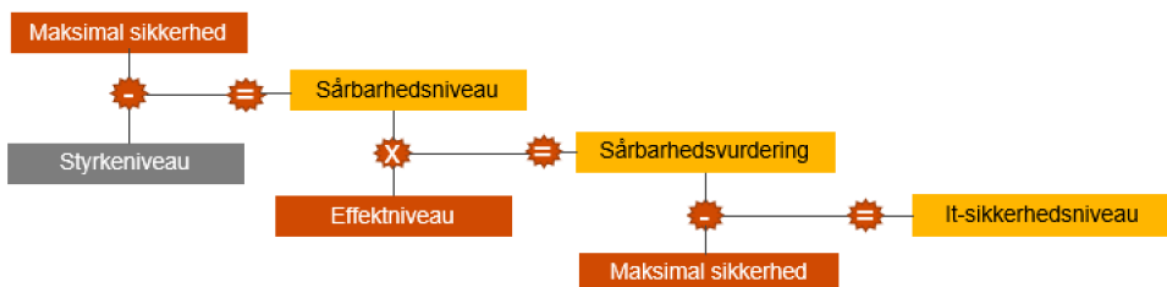 Maksimal sikkerhed
-
=
Sårbarhedsniveau
Styrkeniveau
x
=
Sårbarhedsvurdering
Effektniveau
-
=
It-sikkerhedsniveau
Maksimal sikkerhed